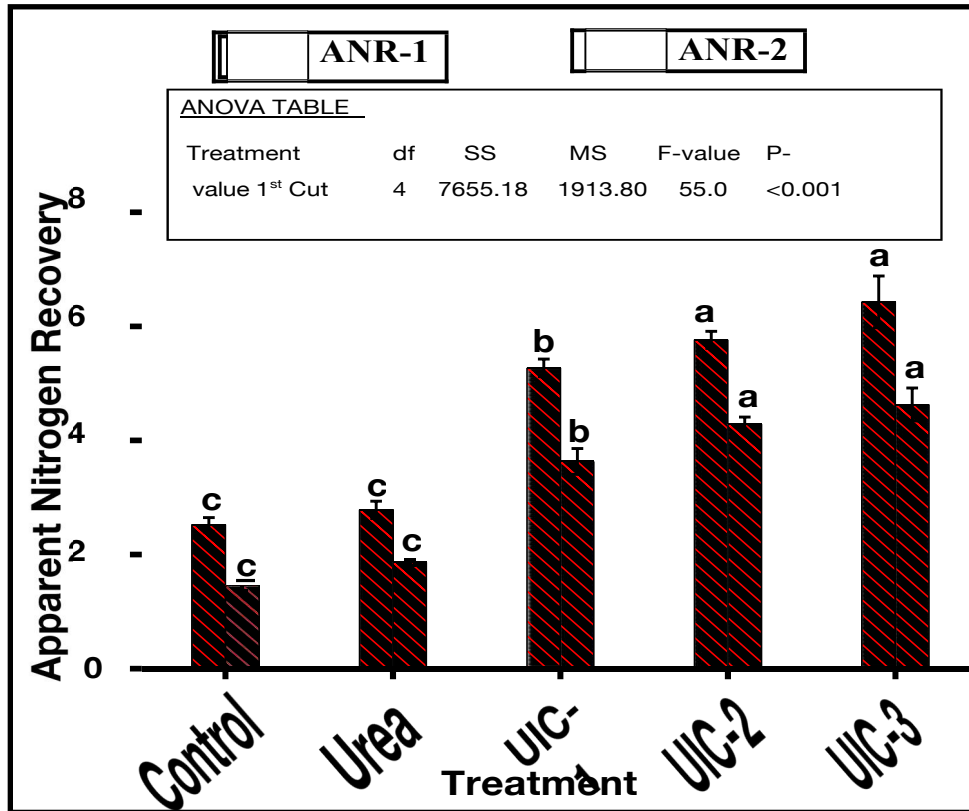 ANR-1 ANR-2
ANOVA TABLE
Treatment df SS MS F-value P-
value 1st Cut 4 7655.18 1913.80 55.0 <0.001
Apparent Nitrogen Recovery
8
6
4
2
0
c c
c c
b b
a a
a a
Control Urea UIC-1 UIC-2 UIC-3
Treatment